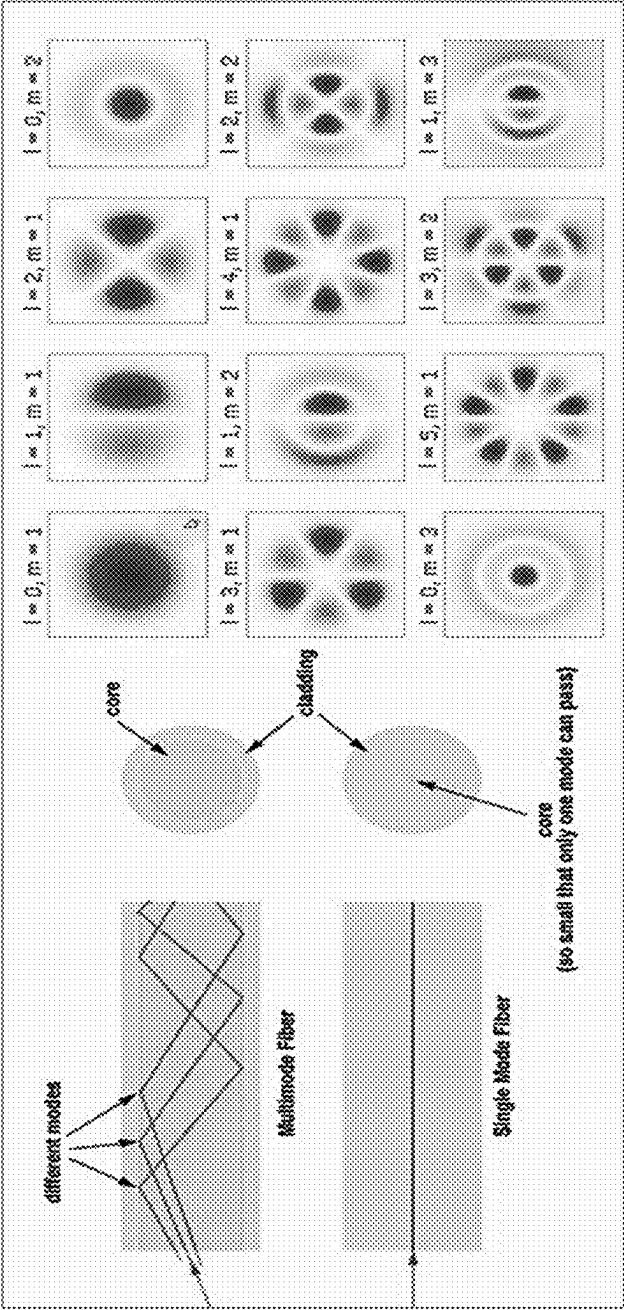 different modes
Multimode Fiber
Single Mode Fiber
core
cladding
core
(so small that only one mode can pass)
l = 0, m = 1
l = 1, m = 1
l = 2, m = 1
l = 0, m = 2
l = 3, m = 1
l = 1, m = 2
l = 4, m = 1
l = 2, m = 2
l = 0, m = 3
l = 5, m = 1
l = 3, m = 2
l = 1, m = 3